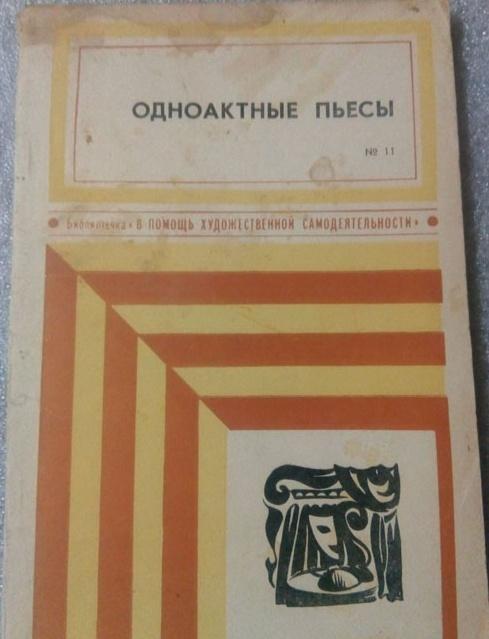 ОДНОАКТНЫЕ ПЬЕСЫ
№ 11
Библиотечка « В ПОМОЩЬ ХУДОЖЕСТВЕННОЙ САМОДЕЯТЕЛЬНОСТИ»